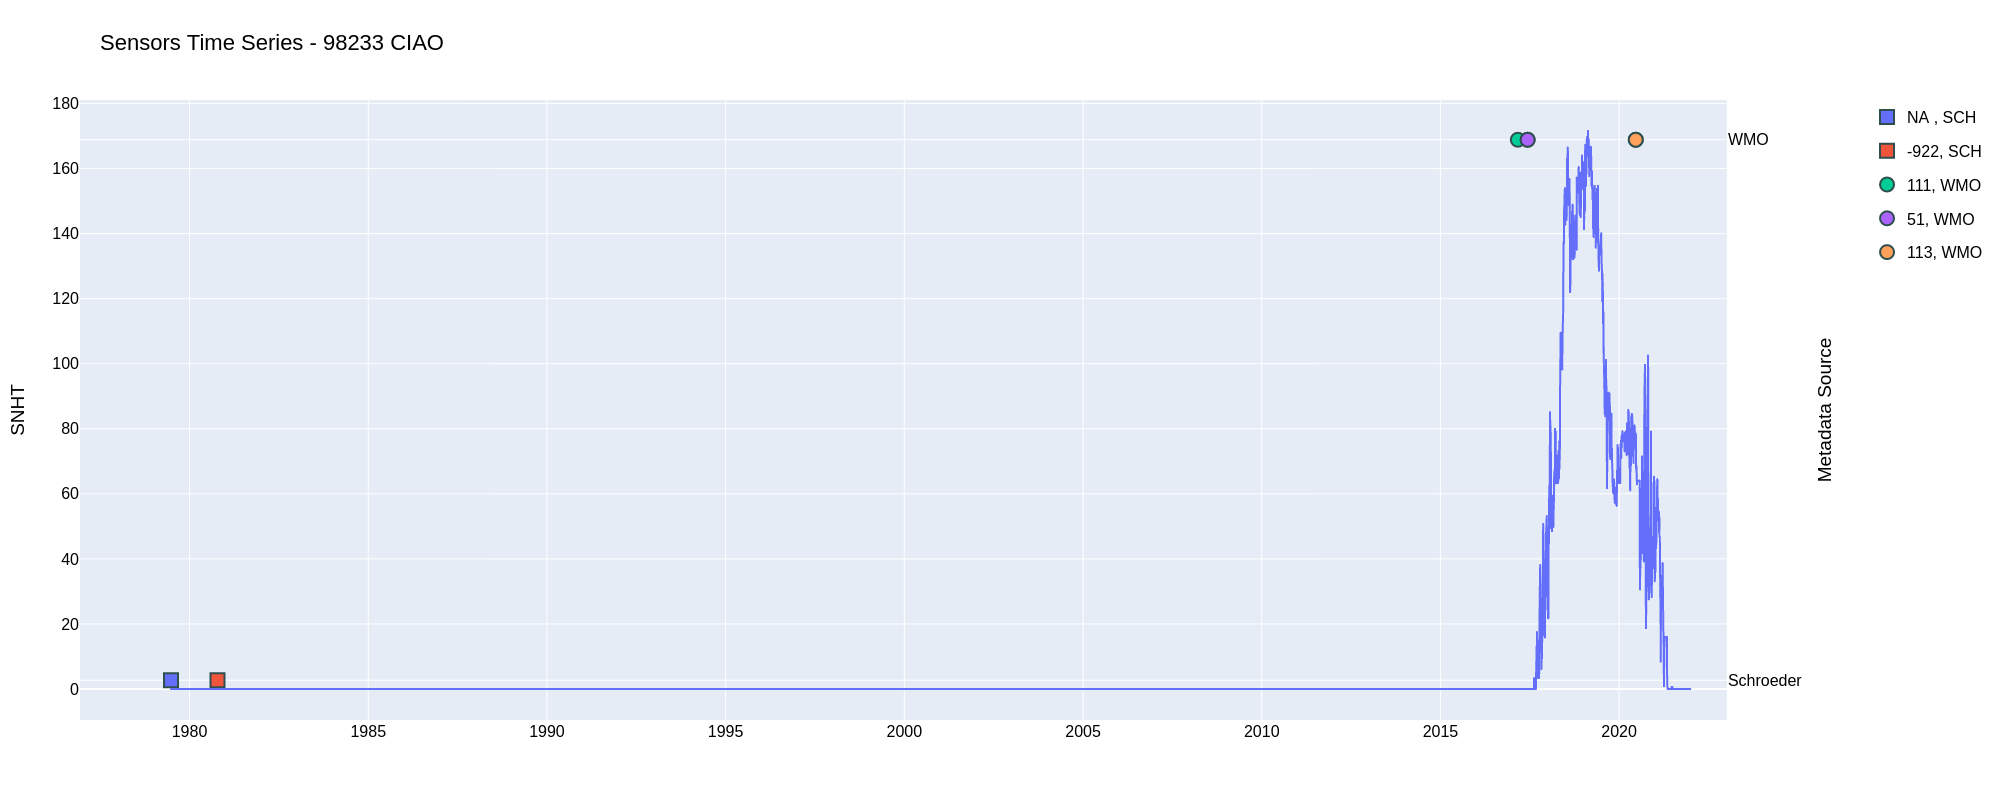 Sensors Time Series - 98233 CIAO
SNHT
180
160
140
120
100
80
60
40
20
0
1980 1985 1990 1995 2000 2005 2010 2015 2020
WMO
Schroeder
Metadata Source
NA , SCH
-922, SCH
111, WMO
51, WMO
113, WMO